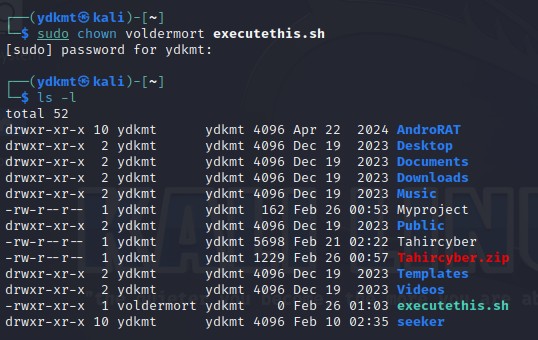 ┌──(ydkmt㉿kali)-[~]
└─$ sudo chown voldermort executethis.sh
[sudo] password for ydkmt:
┌──(ydkmt㉿kali)-[~]
└─$ ls -l
total 52
drwxr-xr-x 10 ydkmt      ydkmt 4096 Apr 22  2024 AndroRAT
drwxr-xr-x  2 ydkmt      ydkmt 4096 Dec 19  2023 Desktop
drwxr-xr-x  2 ydkmt      ydkmt 4096 Dec 19  2023 Documents
drwxr-xr-x  2 ydkmt      ydkmt 4096 Dec 19  2023 Downloads
drwxr-xr-x  2 ydkmt      ydkmt 4096 Dec 19  2023 Music
-rw-r--r--  1 ydkmt      ydkmt  162 Feb 26 00:53 Myproject
drwxr-xr-x  2 ydkmt      ydkmt 4096 Dec 19  2023 Public
-rw-r--r--  1 ydkmt      ydkmt 5698 Feb 21 02:22 Tahircyber
-rw-r--r--  1 ydkmt      ydkmt 1229 Feb 26 00:57 Tahircyber.zip
drwxr-xr-x  2 ydkmt      ydkmt 4096 Dec 19  2023 Templates
drwxr-xr-x  2 ydkmt      ydkmt 4096 Dec 19  2023 Videos
-rwxr-xr-x  1 voldermort ydkmt    0 Feb 26 01:03 executethis.sh
drwxr-xr-x 10 ydkmt      ydkmt 4096 Feb 10 02:35 seeker